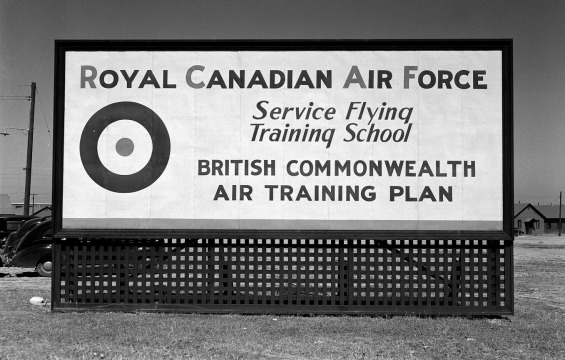 ROYAL CANADIAN AIR FORCE
Service Flying
Training School
BRITISH COMMONWEALTH
AIR TRAINING PLAN